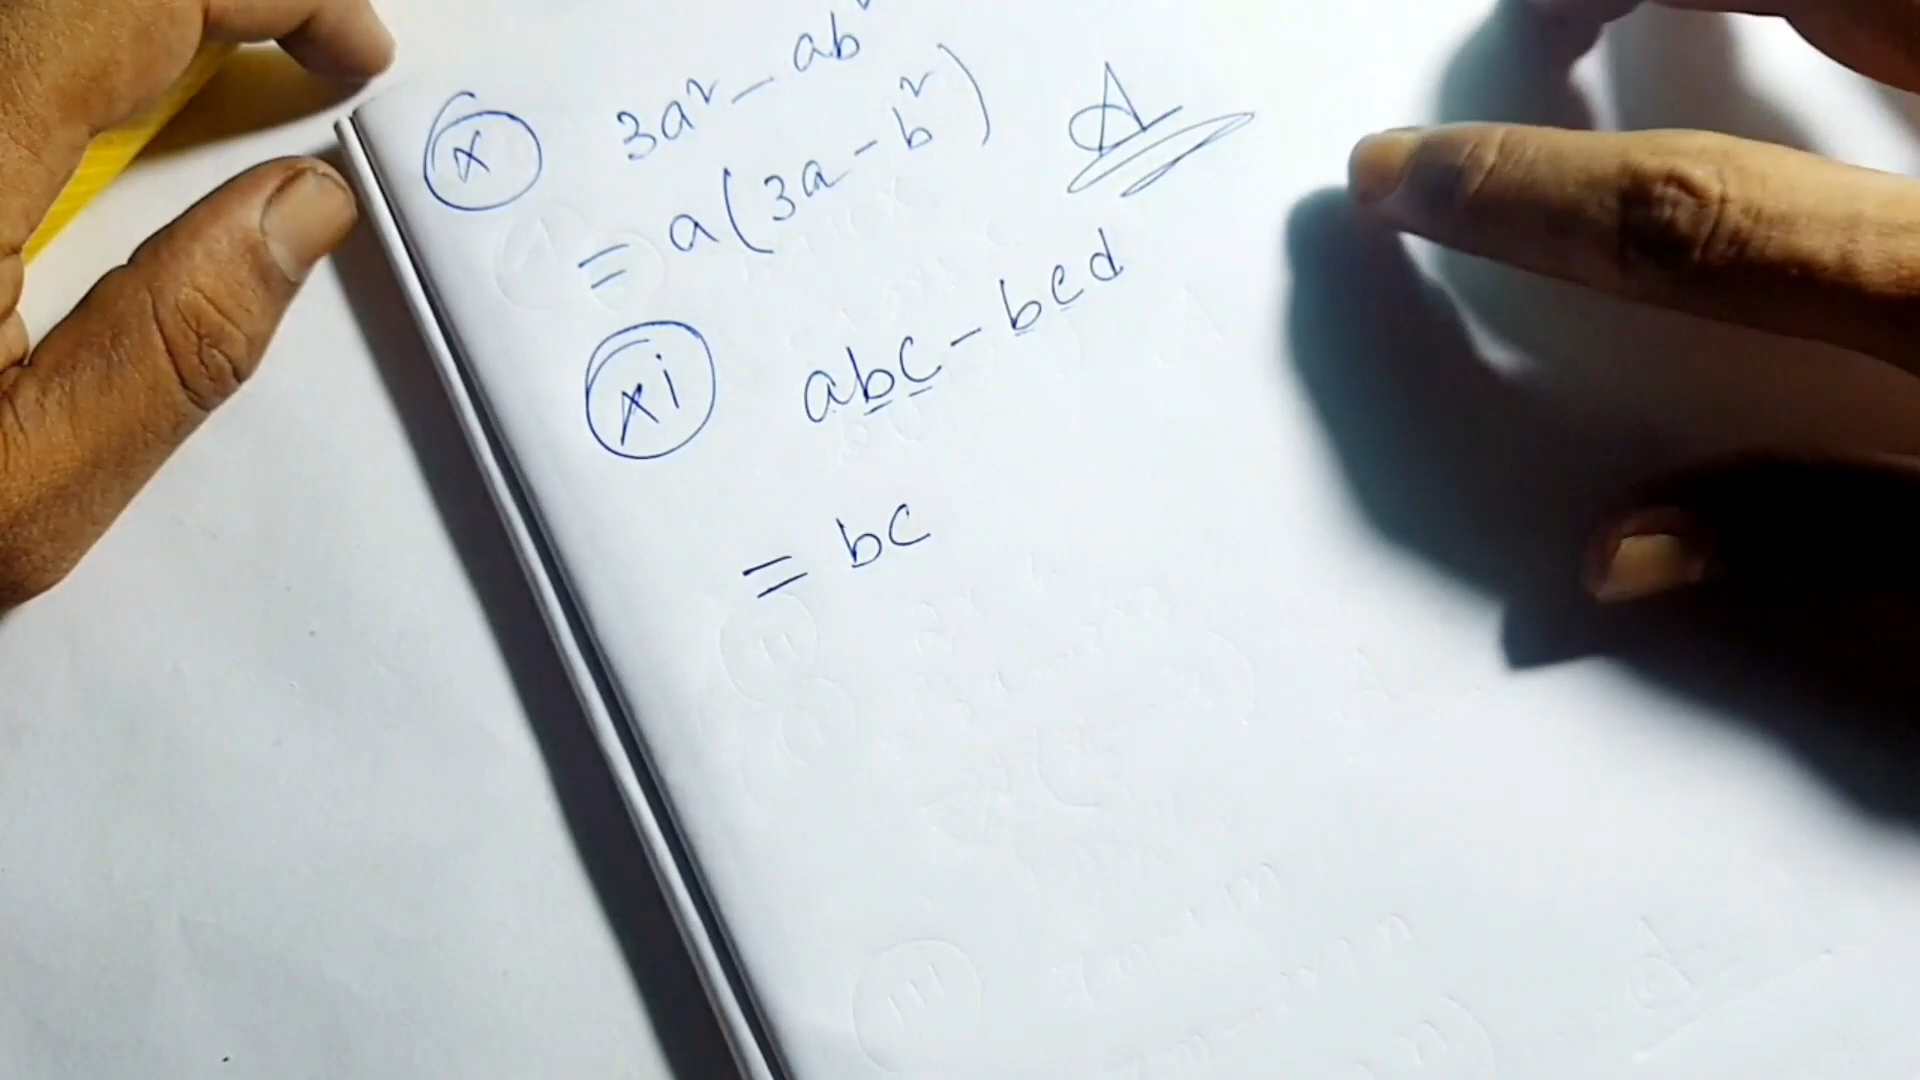 ⓧ 3a² - ab²
= a(3a - b²) A
ⓧⓘ abc - bcd
= bc